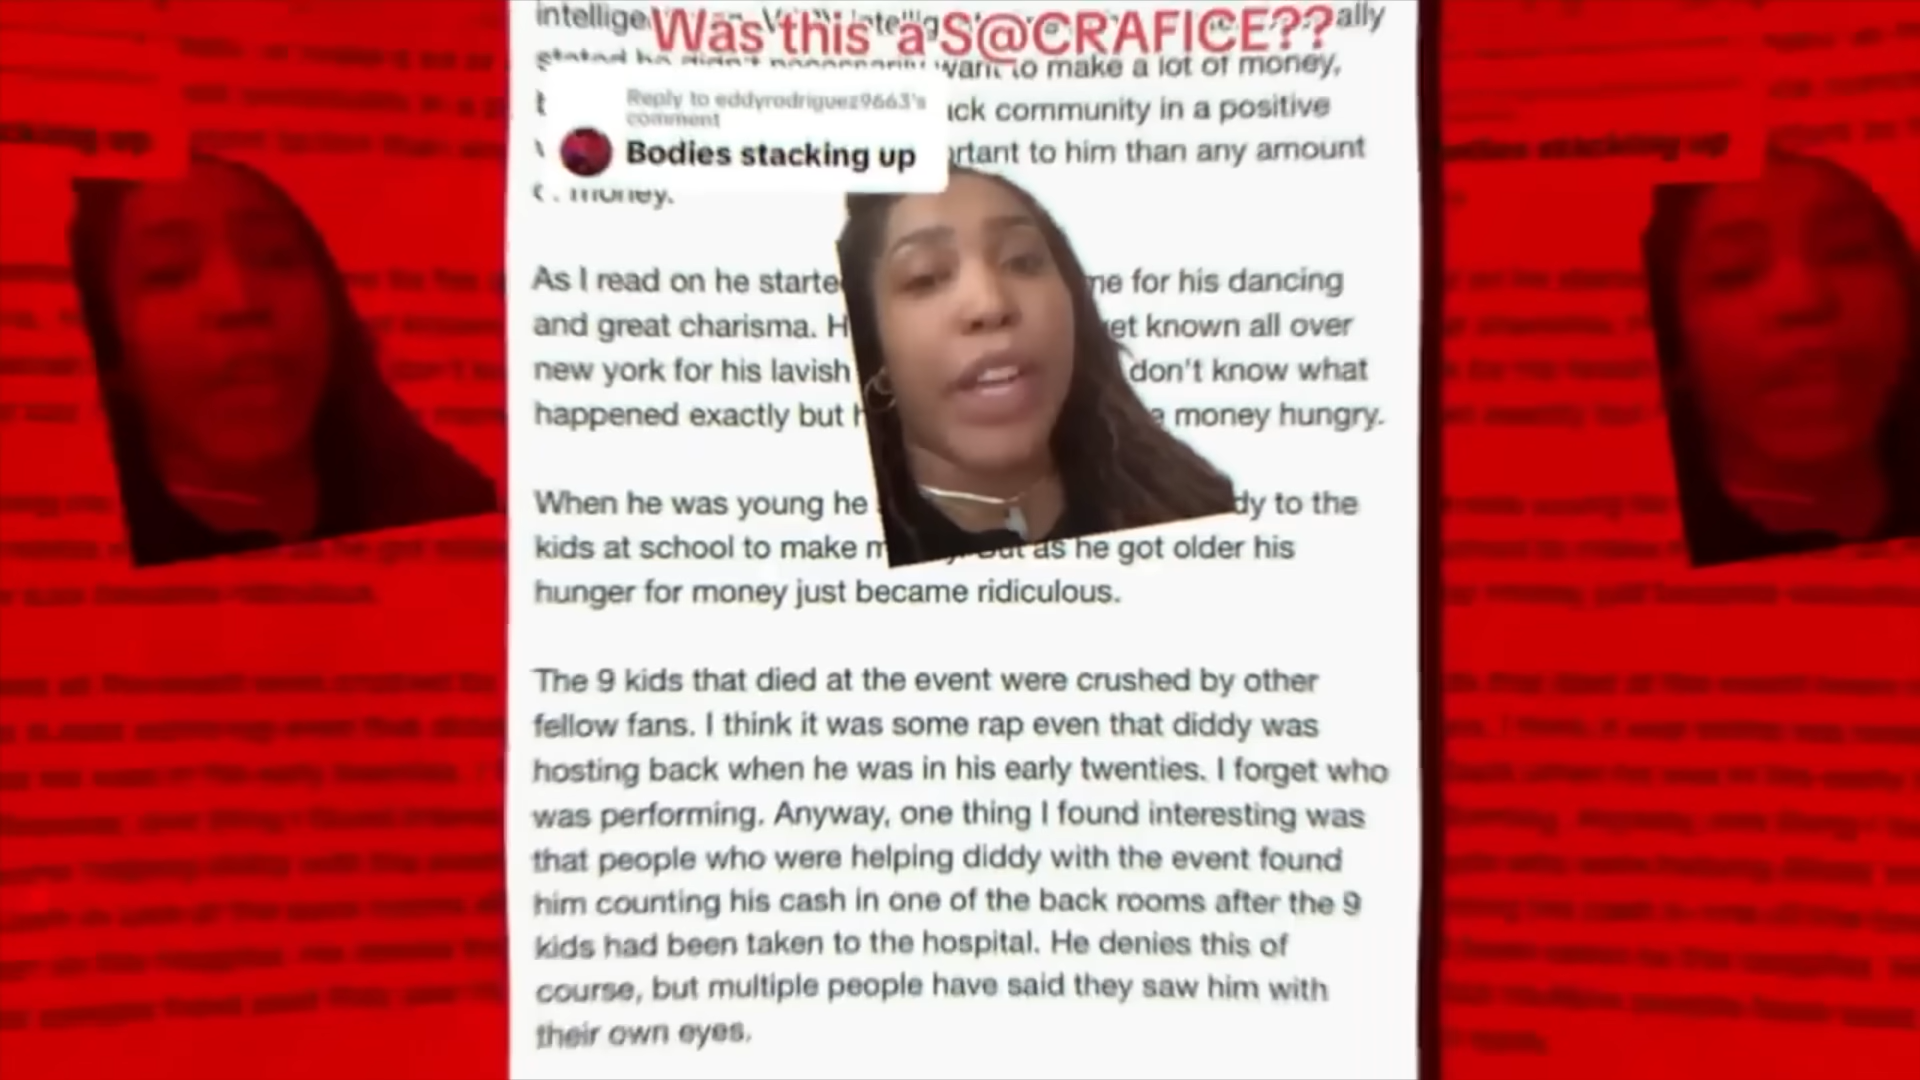 Was this a S@CRAFICE??
ally
want to make a lot of money,
Reply to eddyrodriguez9663's
comment
Bodies stacking up
ck community in a positive
rtant to him than any amount
money.
As I read on he starte me for his dancing
and great charisma. H et known all over
new york for his lavish don't know what
happened exactly but h a money hungry.
When he was young he dy to the
kids at school to make m but as he got older his
hunger for money just became ridiculous.
The 9 kids that died at the event were crushed by other
fellow fans. I think it was some rap even that diddy was
hosting back when he was in his early twenties. I forget who
was performing. Anyway, one thing I found interesting was
that people who were helping diddy with the event found
him counting his cash in one of the back rooms after the 9
kids had been taken to the hospital. He denies this of
course, but multiple people have said they saw him with
their own eyes.